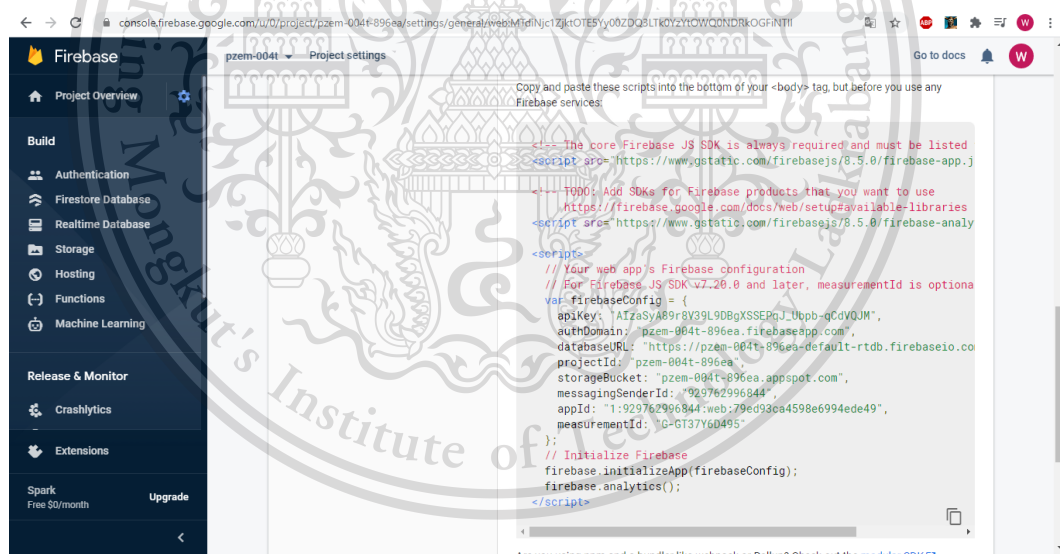 console.firebase.google.com/u/0/project/pzem-004t-896ea/settings/general/web:MTdiNjc1ZjktOTE5Yy00ZDQ3LTk0YzYtOWQ0NDRkOGFiNTll
ABP
W
Firebase
pzem-004t
Project settings
Go to docs
W
Project Overview
Build
Authentication
Firestore Database
Realtime Database
Storage
Hosting
Functions
Machine Learning
Release & Monitor
Crashlytics
Extensions
Spark
Free $0/month
Upgrade
Copy and paste these scripts into the bottom of your <body> tag, but before you use any
Firebase services:
<!-- The core Firebase JS SDK is always required and must be listed
<script src="https://www.gstatic.com/firebasejs/8.5.0/firebase-app.j
<!-- TODO: Add SDKs for Firebase products that you want to use
https://firebase.google.com/docs/web/setup#available-libraries
<script src="https://www.gstatic.com/firebasejs/8.5.0/firebase-analy
<script>
// Your web app's Firebase configuration
// For Firebase JS SDK v7.20.0 and later, measurementId is optiona
var firebaseConfig = {
apiKey: "AIzaSyA89r8V39L9DBgXSSEPqJ_Ubpb-qCdVQJM",
authDomain: "pzem-004t-896ea.firebaseapp.com",
databaseURL: "https://pzem-004t-896ea-default-rtdb.firebaseio.co
projectId: "pzem-004t-896ea",
storageBucket: "pzem-004t-896ea.appspot.com",
messagingSenderId: "929762996844",
appId: "1:929762996844:web:79ed93ca4598e6994ede49",
measurementId: "G-GT37Y6D495"
};
// Initialize Firebase
firebase.initializeApp(firebaseConfig);
firebase.analytics();
</script>
Mongkut's Institute of Technology Ladkrabang